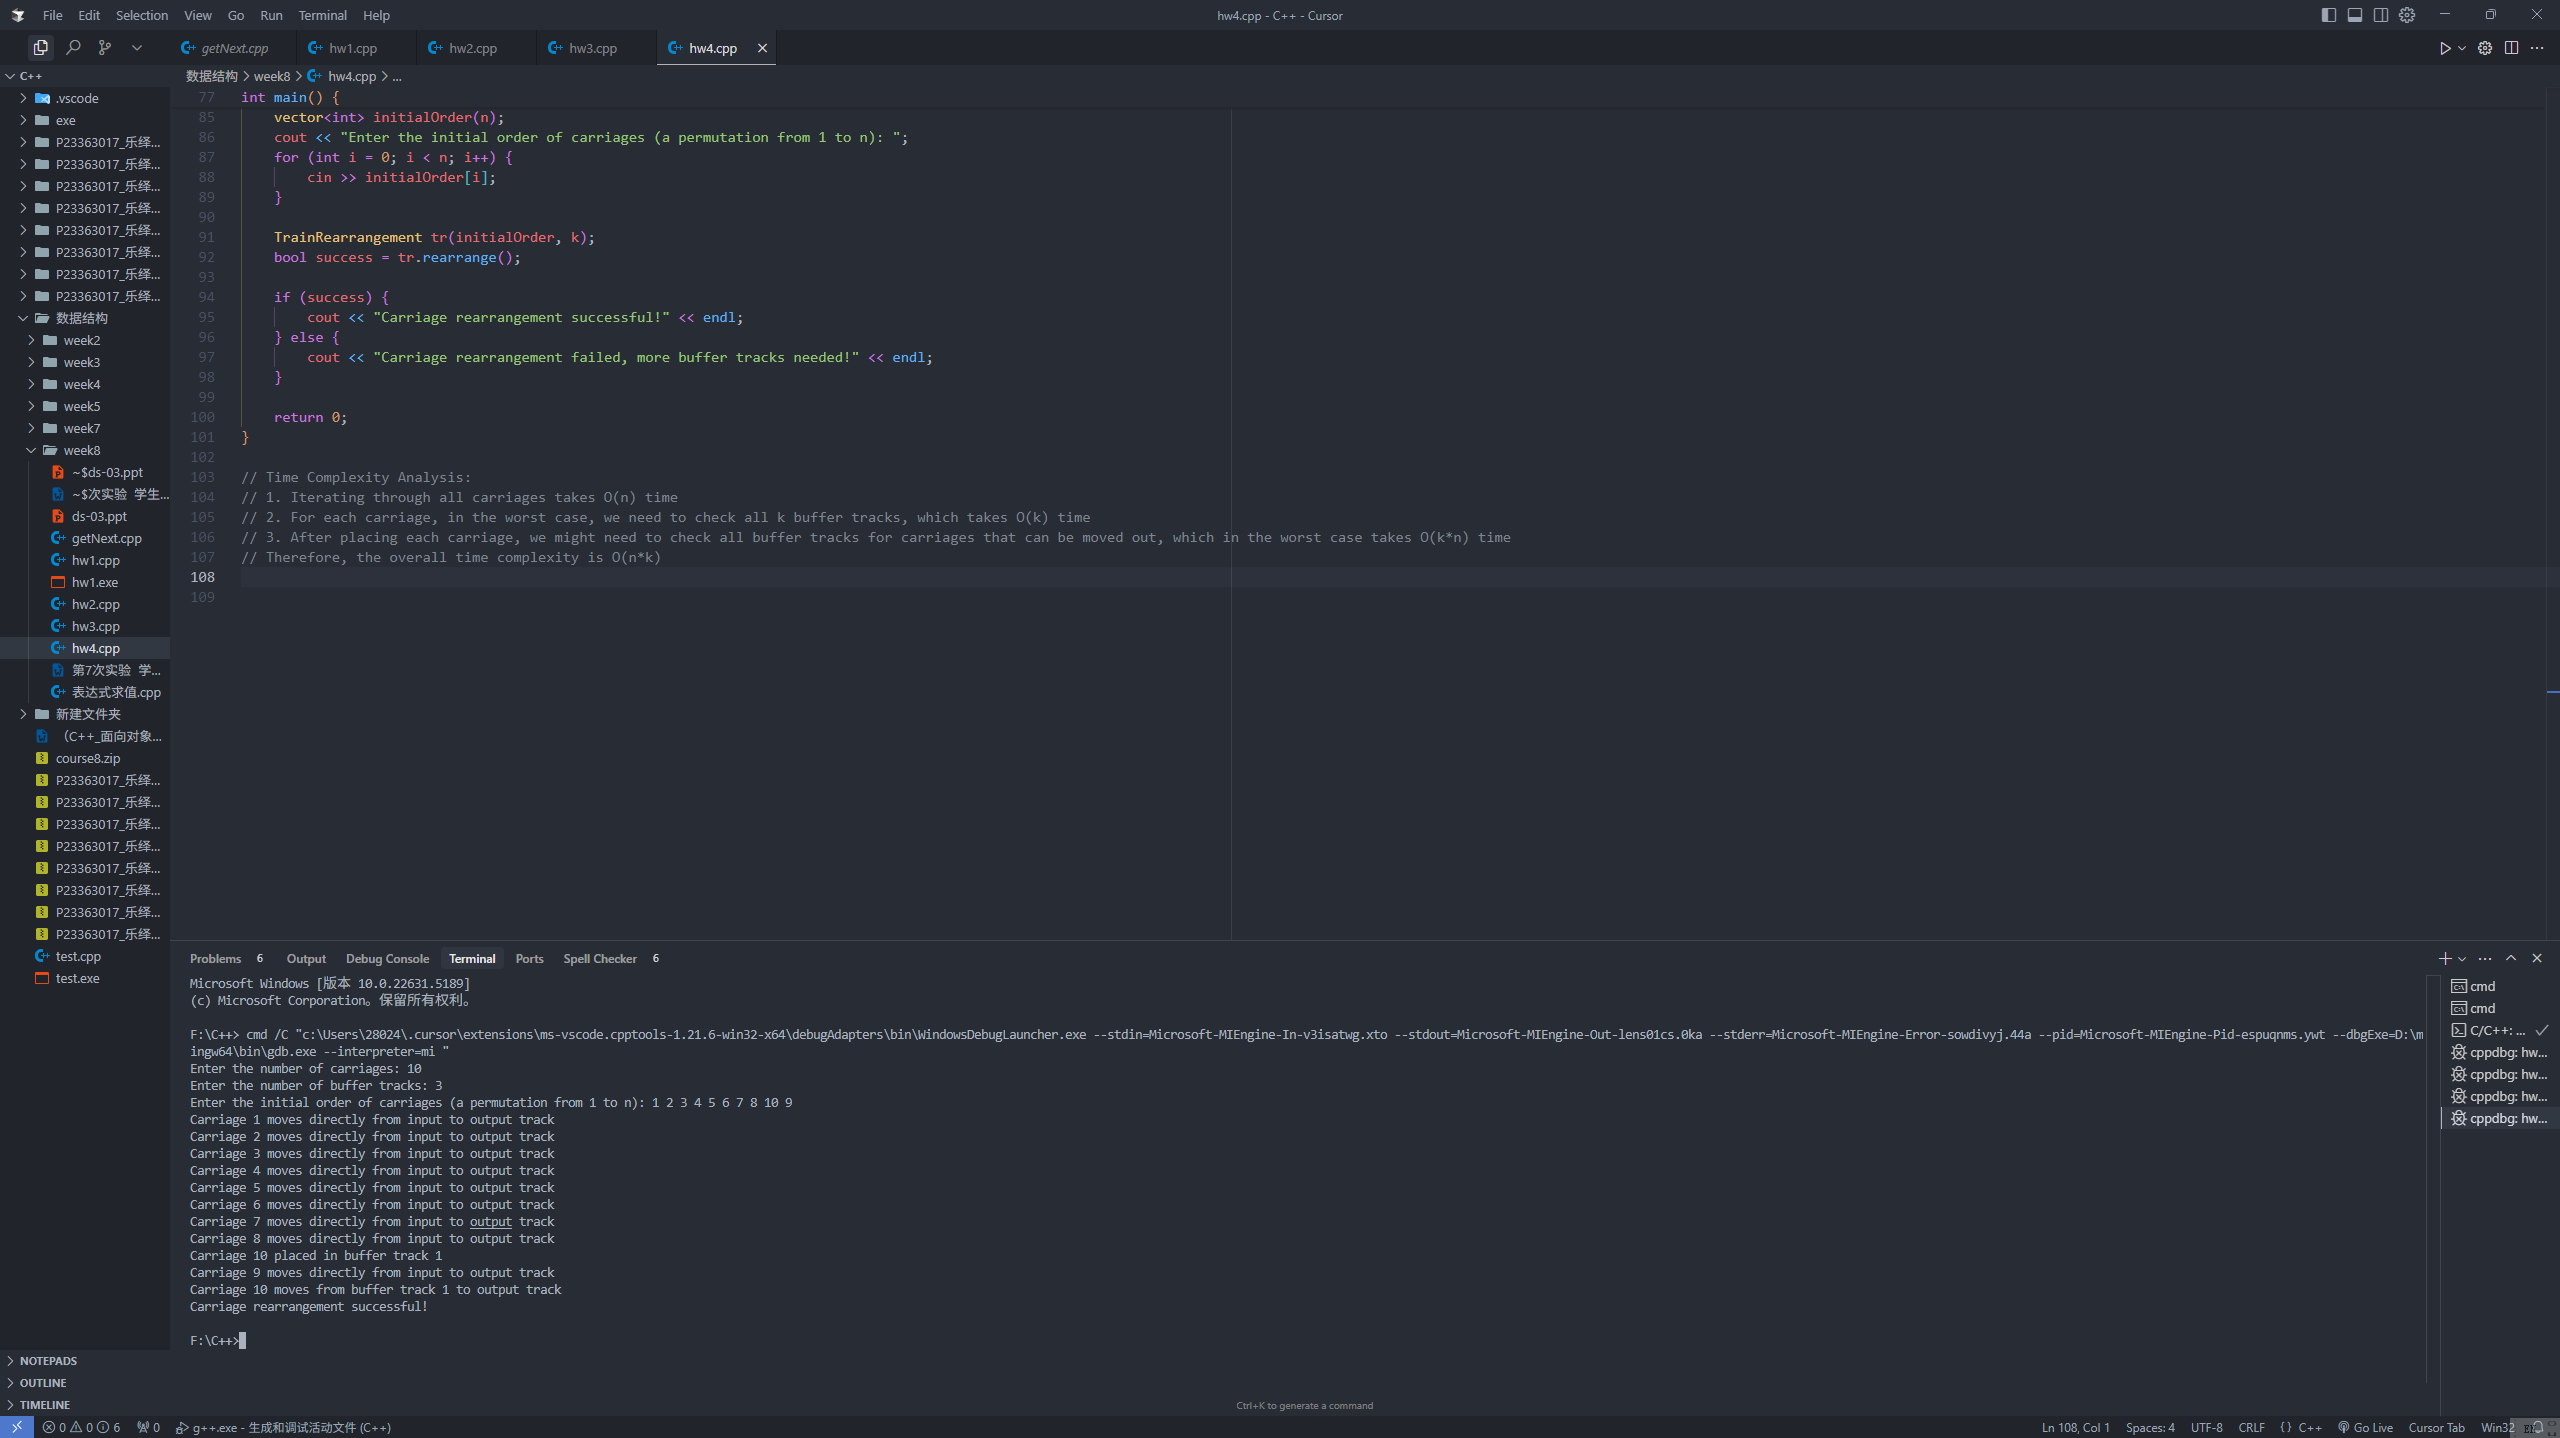 File Edit Selection View Go Run Terminal Help
hw4.cpp - C++ - Cursor
getNext.cpp hw1.cpp hw2.cpp hw3.cpp hw4.cpp
C++
.vscode
exe
P23363017_乐绎...
P23363017_乐绎...
P23363017_乐绎...
P23363017_乐绎...
P23363017_乐绎...
P23363017_乐绎...
P23363017_乐绎...
P23363017_乐绎...
数据结构
week2
week3
week4
week5
week7
week8
~$ds-03.ppt
~$次实验 学生...
ds-03.ppt
getNext.cpp
hw1.cpp
hw1.exe
hw2.cpp
hw3.cpp
hw4.cpp
第7次实验 学...
表达式求值.cpp
新建文件夹
（C++_面向对象...
course8.zip
P23363017_乐绎...
P23363017_乐绎...
P23363017_乐绎...
P23363017_乐绎...
P23363017_乐绎...
P23363017_乐绎...
P23363017_乐绎...
P23363017_乐绎...
test.cpp
test.exe
NOTEPADS
OUTLINE
TIMELINE
数据结构 > week8 > hw4.cpp > ...
77 int main() {
85 vector<int> initialOrder(n);
86 cout << "Enter the initial order of carriages (a permutation from 1 to n): ";
87 for (int i = 0; i < n; i++) {
88 cin >> initialOrder[i];
89 }
90
91 TrainRearrangement tr(initialOrder, k);
92 bool success = tr.rearrange();
93
94 if (success) {
95 cout << "Carriage rearrangement successful!" << endl;
96 } else {
97 cout << "Carriage rearrangement failed, more buffer tracks needed!" << endl;
98 }
99
100 return 0;
101 }
102
103 // Time Complexity Analysis:
104 // 1. Iterating through all carriages takes O(n) time
105 // 2. For each carriage, in the worst case, we need to check all k buffer tracks, which takes O(k) time
106 // 3. After placing each carriage, we might need to check all buffer tracks for carriages that can be moved out, which in the worst case takes O(k*n) time
107 // Therefore, the overall time complexity is O(n*k)
108
109
Problems 6 Output Debug Console Terminal Ports Spell Checker 6
Microsoft Windows [版本 10.0.22631.5189]
(c) Microsoft Corporation。保留所有权利。
F:\C++> cmd /C "c:\Users\28024\.cursor\extensions\ms-vscode.cpptools-1.21.6-win32-x64\debugAdapters\bin\WindowsDebugLauncher.exe --stdin=Microsoft-MIEngine-In-v3isatwg.xto --stdout=Microsoft-MIEngine-Out-lens01cs.0ka --stderr=Microsoft-MIEngine-Error-sowdivyj.44a --pid=Microsoft-MIEngine-Pid-espuqnms.ywt --dbgExe=D:\m
ingw64\bin\gdb.exe --interpreter=mi "
Enter the number of carriages: 10
Enter the number of buffer tracks: 3
Enter the initial order of carriages (a permutation from 1 to n): 1 2 3 4 5 6 7 8 10 9
Carriage 1 moves directly from input to output track
Carriage 2 moves directly from input to output track
Carriage 3 moves directly from input to output track
Carriage 4 moves directly from input to output track
Carriage 5 moves directly from input to output track
Carriage 6 moves directly from input to output track
Carriage 7 moves directly from input to output track
Carriage 8 moves directly from input to output track
Carriage 10 placed in buffer track 1
Carriage 9 moves directly from input to output track
Carriage 10 moves from buffer track 1 to output track
Carriage rearrangement successful!
F:\C++>
cmd
cmd
C/C++: ...
cppdbg: hw...
cppdbg: hw...
cppdbg: hw...
cppdbg: hw...
Ctrl+K to generate a command
0 0 6 0 g++.exe - 生成和调试活动文件 (C++)
Ln 108, Col 1 Spaces: 4 UTF-8 CRLF {} C++ Go Live Cursor Tab Win32